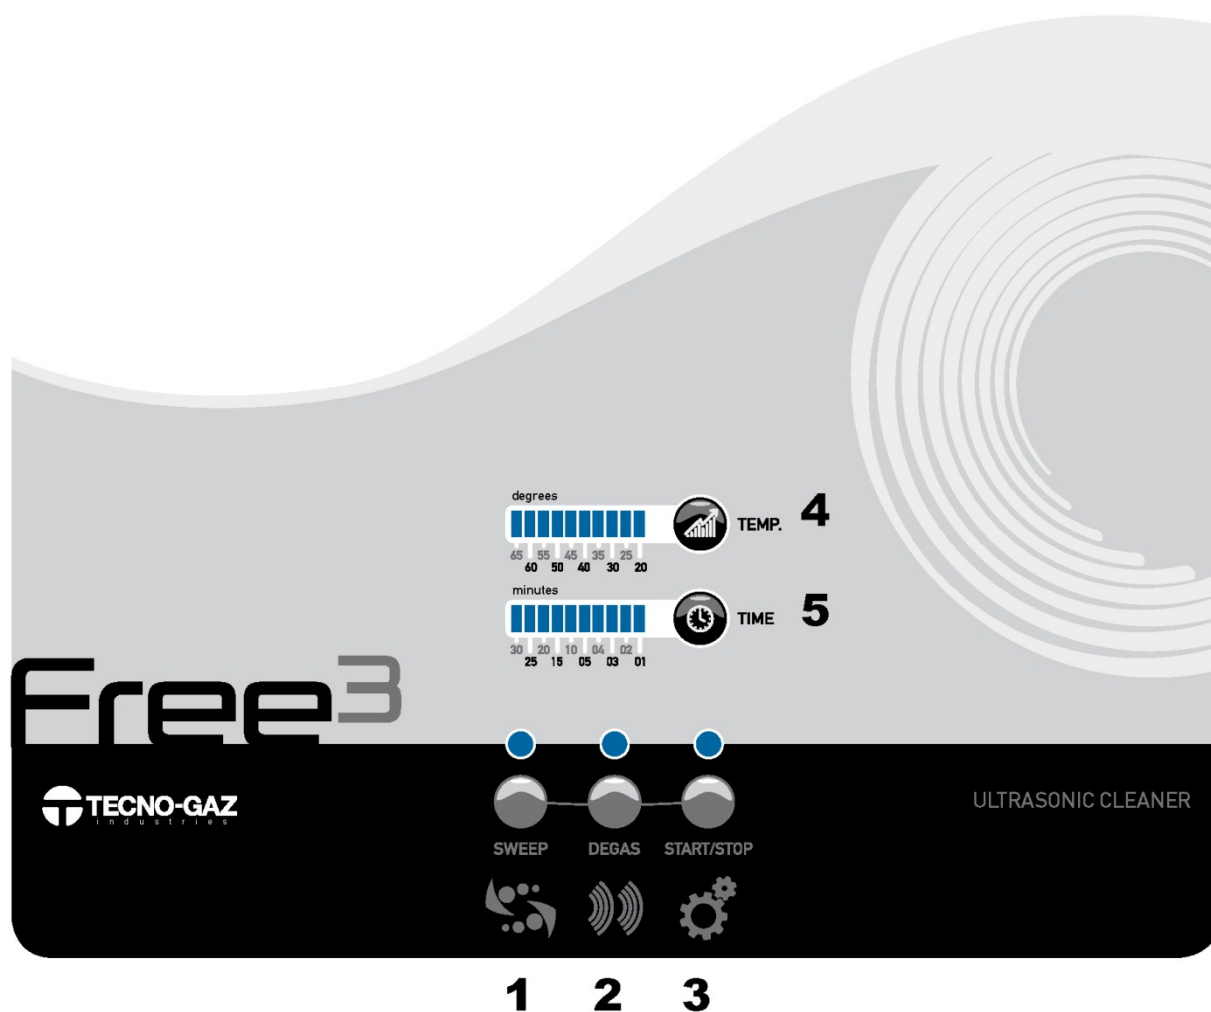 degrees
TEMP. 4
65 55 45 35 25
60 50 40 30 20
minutes
TIME 5
30 20 10 04 02
25 15 05 03 01
Free3
TECNO-GAZ
industries
ULTRASONIC CLEANER
SWEEP DEGAS START/STOP
1 2 3